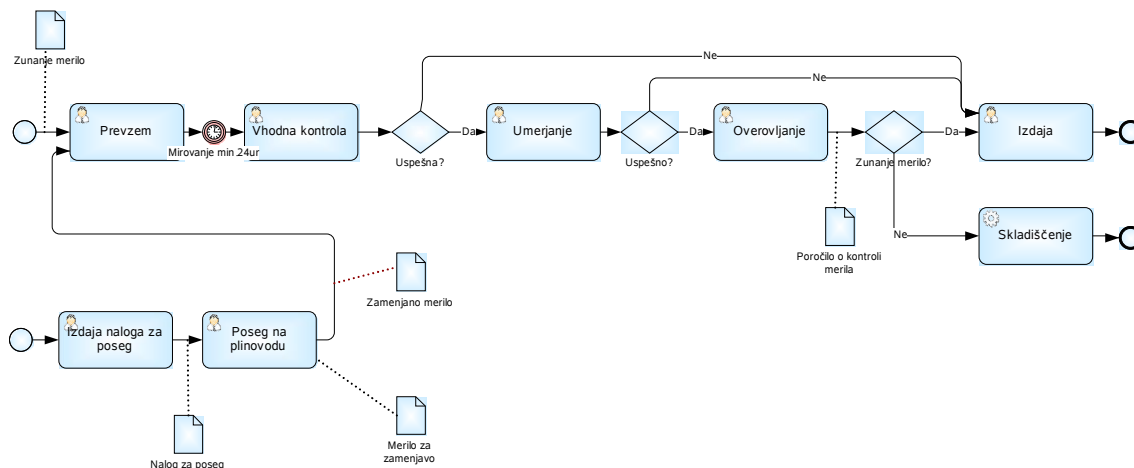 Zunanje merilo
Ne
Ne
Prevzem
Mirovanje min.24ur
Vhodna kontrola
Uspešna?
Da
Umerjanje
Uspešno?
Da
Overovljanje
Zunanje merilo?
Da
Izdaja
Ne
Skladiščenje
Poročilo o kontroli
merila
Zamenjano merilo
Izdaja naloga za
poseg
Poseg na
plinovodu
Nalog za poseg
Merilo za
zamenjavo